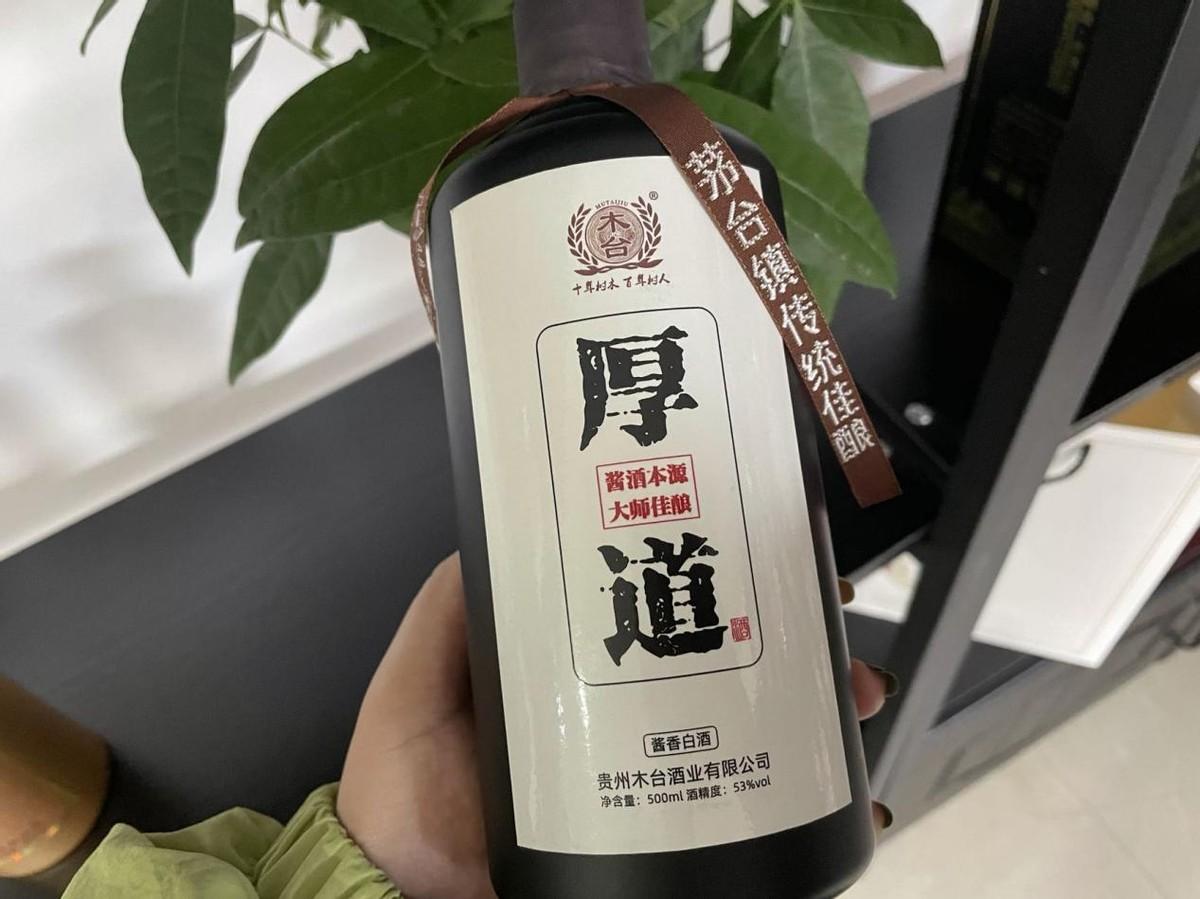 MUTAIJIU
®
木台
十年树木 百年树人
茅台镇传统佳酿
厚
酱酒本源
大师佳酿
道
酱香白酒
贵州木台酒业有限公司
净含量：500ml 酒精度：53%vol